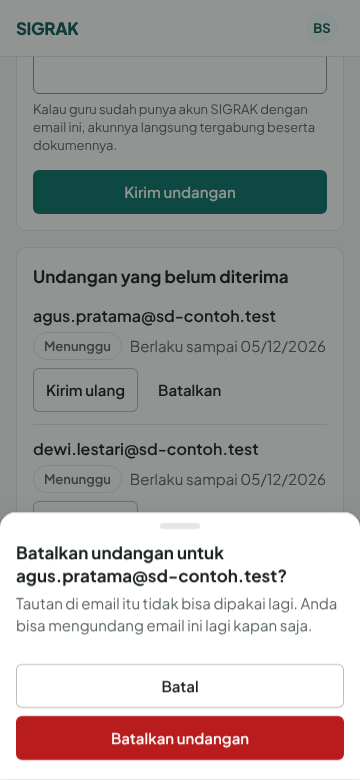 SIGRAK
BS
Kalau guru sudah punya akun SIGRAK dengan
email ini, akunnya langsung tergabung beserta
dokumennya.
Kirim undangan
Undangan yang belum diterima
agus.pratama@sd-contoh.test
Menunggu Berlaku sampai 05/12/2026
Kirim ulang Batalkan
dewi.lestari@sd-contoh.test
Menunggu Berlaku sampai 05/12/2026
Batalkan undangan untuk
agus.pratama@sd-contoh.test?
Tautan di email itu tidak bisa dipakai lagi. Anda
bisa mengundang email ini lagi kapan saja.
Batal
Batalkan undangan